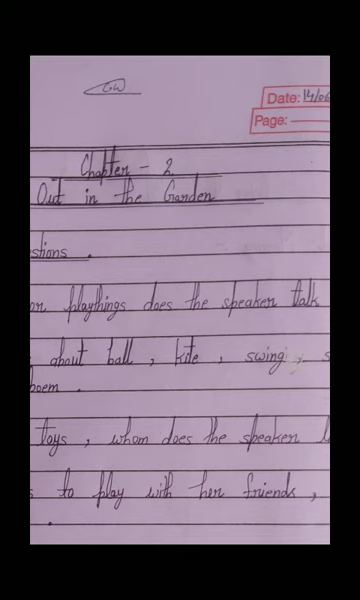 C.W
Date: 14/06
Page:
Chapter - 2
Out in the Garden
stions .
or playthings does the speaker talk
about ball , kite , swing , s
poem .
toys , whom does the speaker l
s to play with her friends ,
.